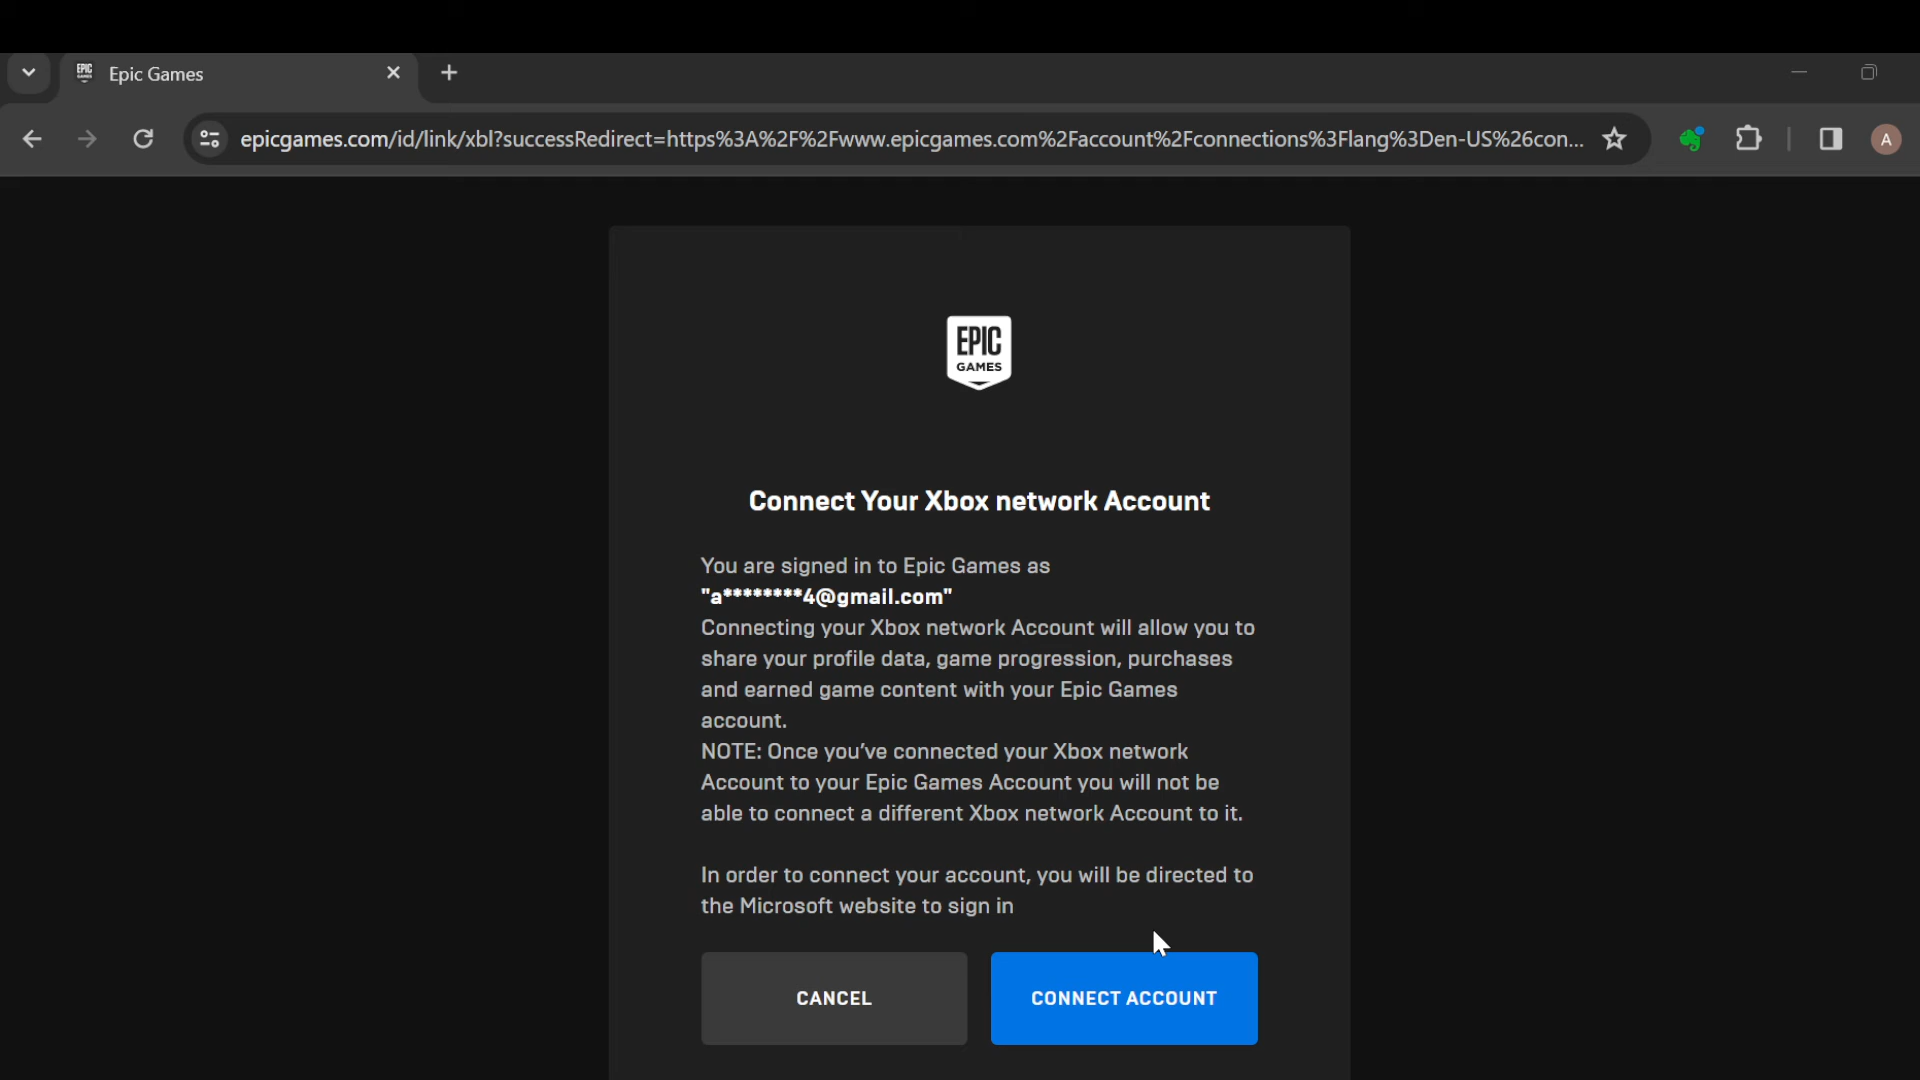 EPIC
GAMES
Epic Games
epicgames.com/id/link/xbl?successRedirect=https%3A%2F%2Fwww.epicgames.com%2Faccount%2Fconnections%3Flang%3Den-US%26con...
A
EPIC
GAMES
Connect Your Xbox network Account
You are signed in to Epic Games as
"a********4@gmail.com"
Connecting your Xbox network Account will allow you to
share your profile data, game progression, purchases
and earned game content with your Epic Games
account.
NOTE: Once you’ve connected your Xbox network
Account to your Epic Games Account you will not be
able to connect a different Xbox network Account to it.
In order to connect your account, you will be directed to
the Microsoft website to sign in
CANCEL
CONNECT ACCOUNT